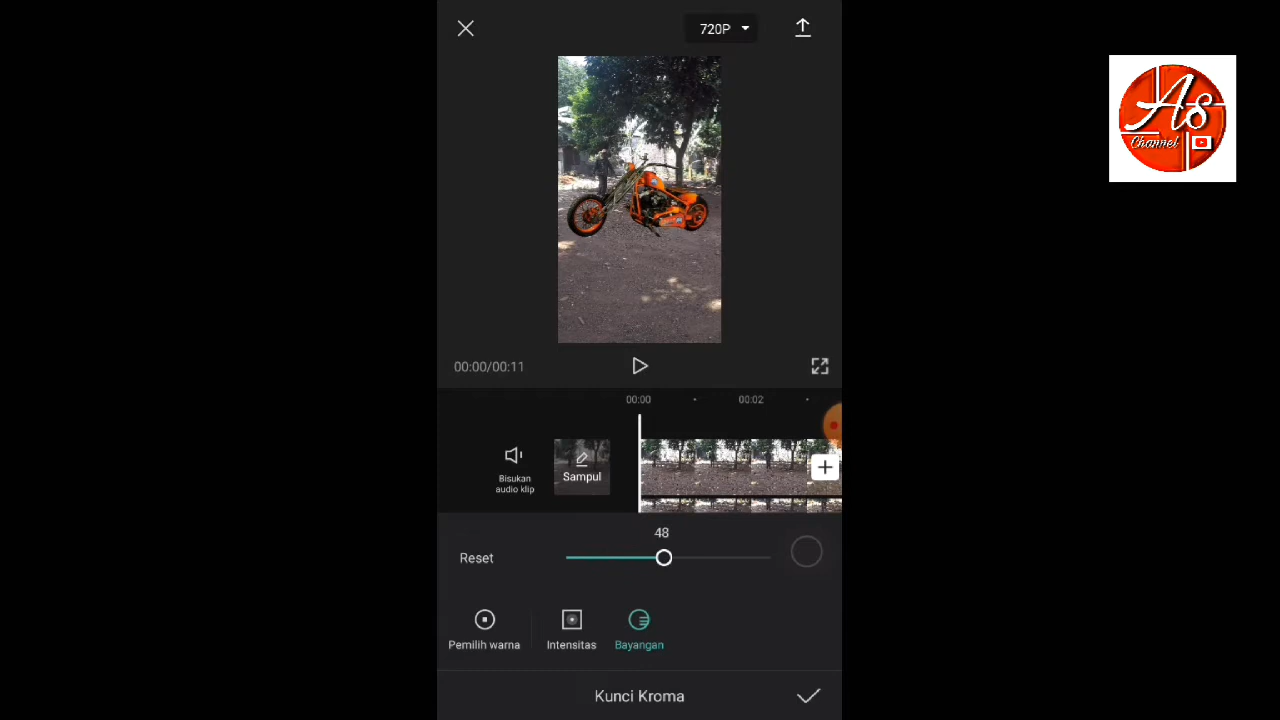 720P
As
Channel
00:00/00:11
00:00
00:02
Bisukan
audio klip
Sampul
48
Reset
Pemilih warna
Intensitas
Bayangan
Kunci Kroma